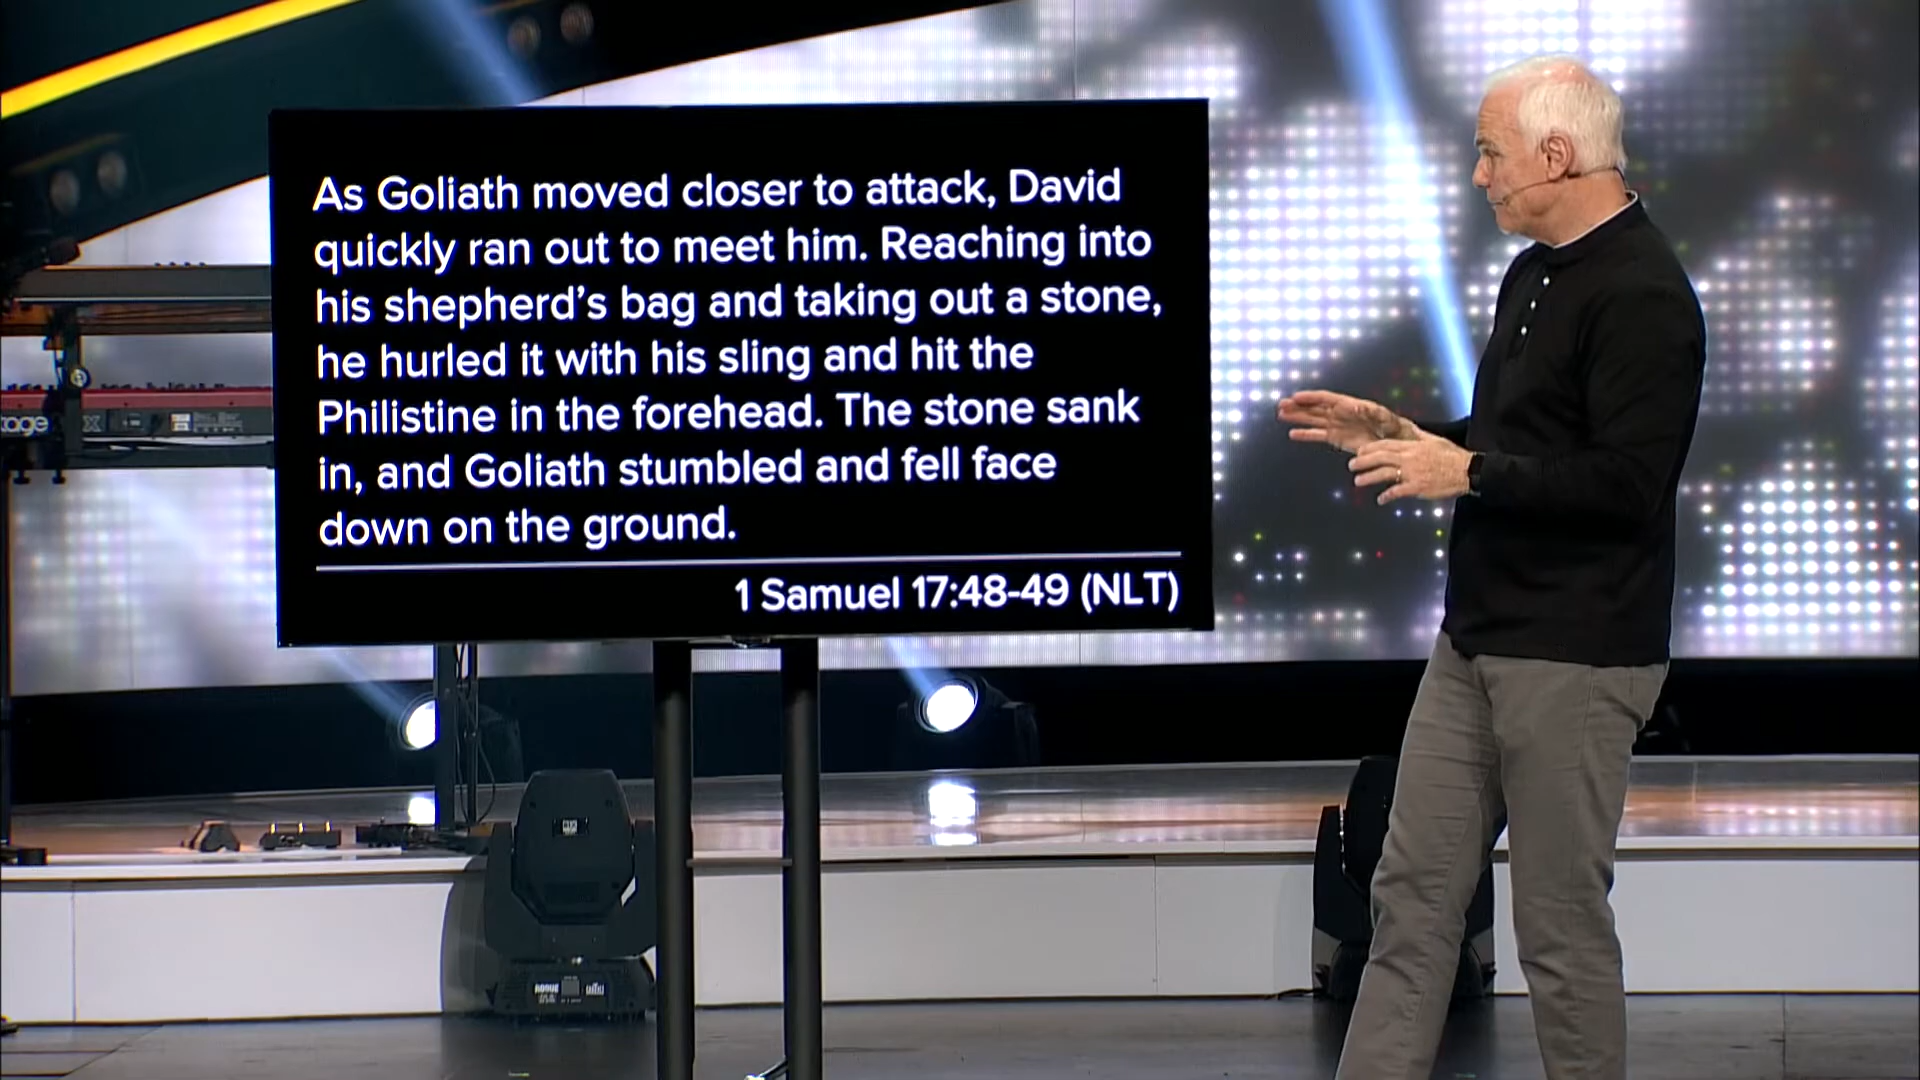 As Goliath moved closer to attack, David
quickly ran out to meet him. Reaching into
his shepherd’s bag and taking out a stone,
he hurled it with his sling and hit the
Philistine in the forehead. The stone sank
in, and Goliath stumbled and fell face
down on the ground.
1 Samuel 17:48-49 (NLT)
ROGUE